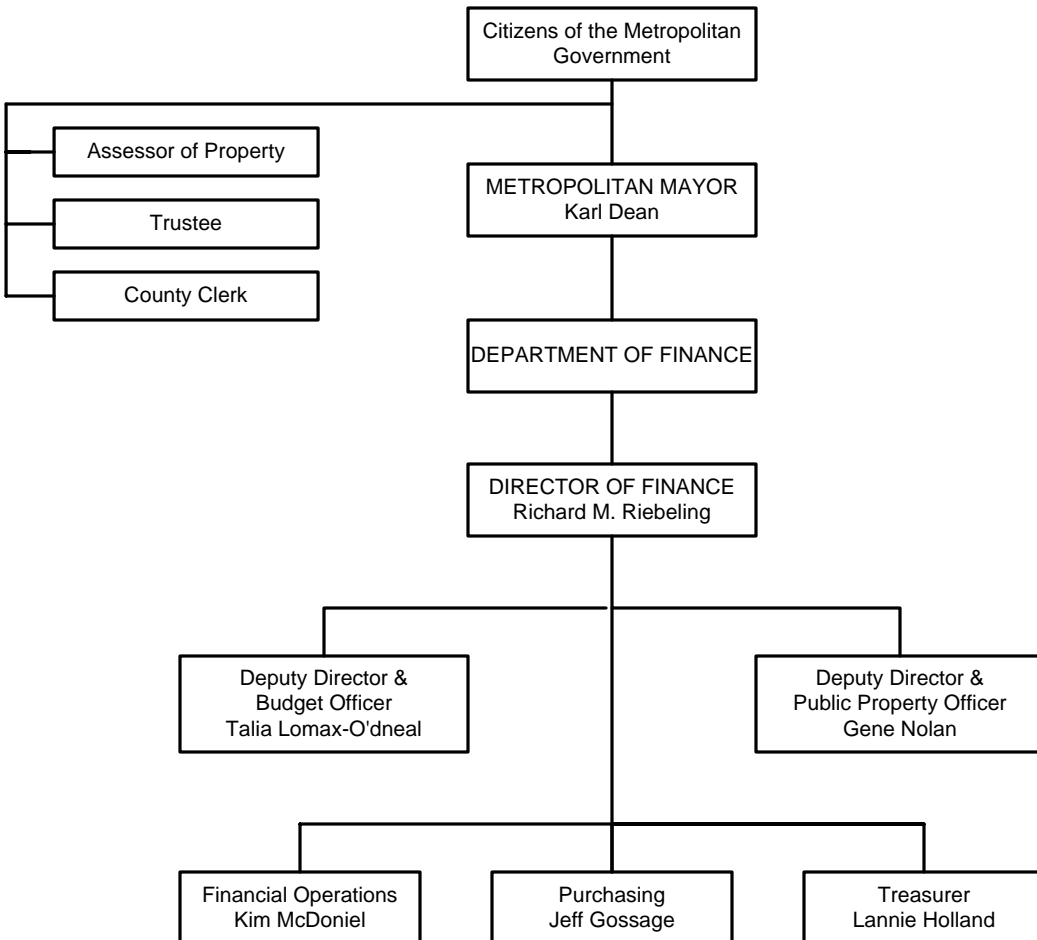 Citizens of the Metropolitan
Government
Assessor of Property
Trustee
County Clerk
METROPOLITAN MAYOR
Karl Dean
DEPARTMENT OF FINANCE
DIRECTOR OF FINANCE
Richard M. Riebeling
Deputy Director &
Budget Officer
Talia Lomax-O'dneal
Deputy Director &
Public Property Officer
Gene Nolan
Financial Operations
Kim McDoniel
Purchasing
Jeff Gossage
Treasurer
Lannie Holland